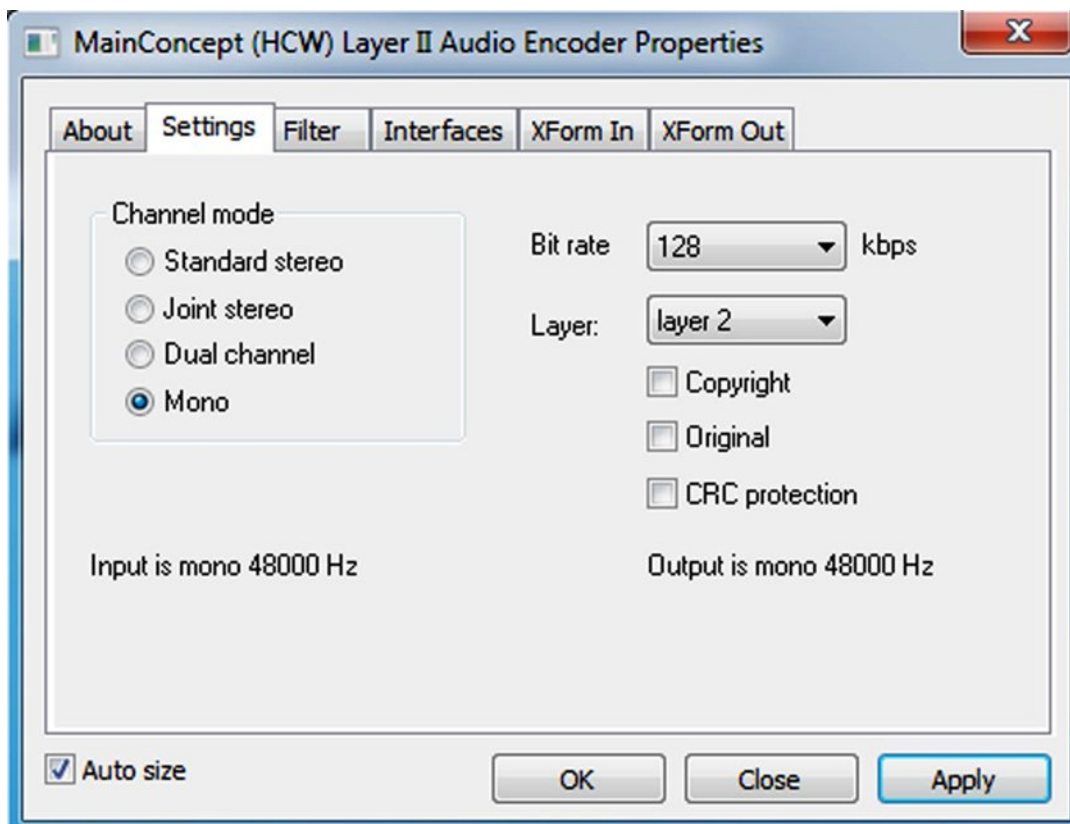 MainConcept (HCW) Layer II Audio Encoder Properties
About Settings Filter Interfaces XForm In XForm Out
Channel mode
Standard stereo
Joint stereo
Dual channel
Mono
Bit rate 128 kbps
Layer: layer 2
Copyright
Original
CRC protection
Input is mono 48000 Hz
Output is mono 48000 Hz
Auto size
OK Close Apply